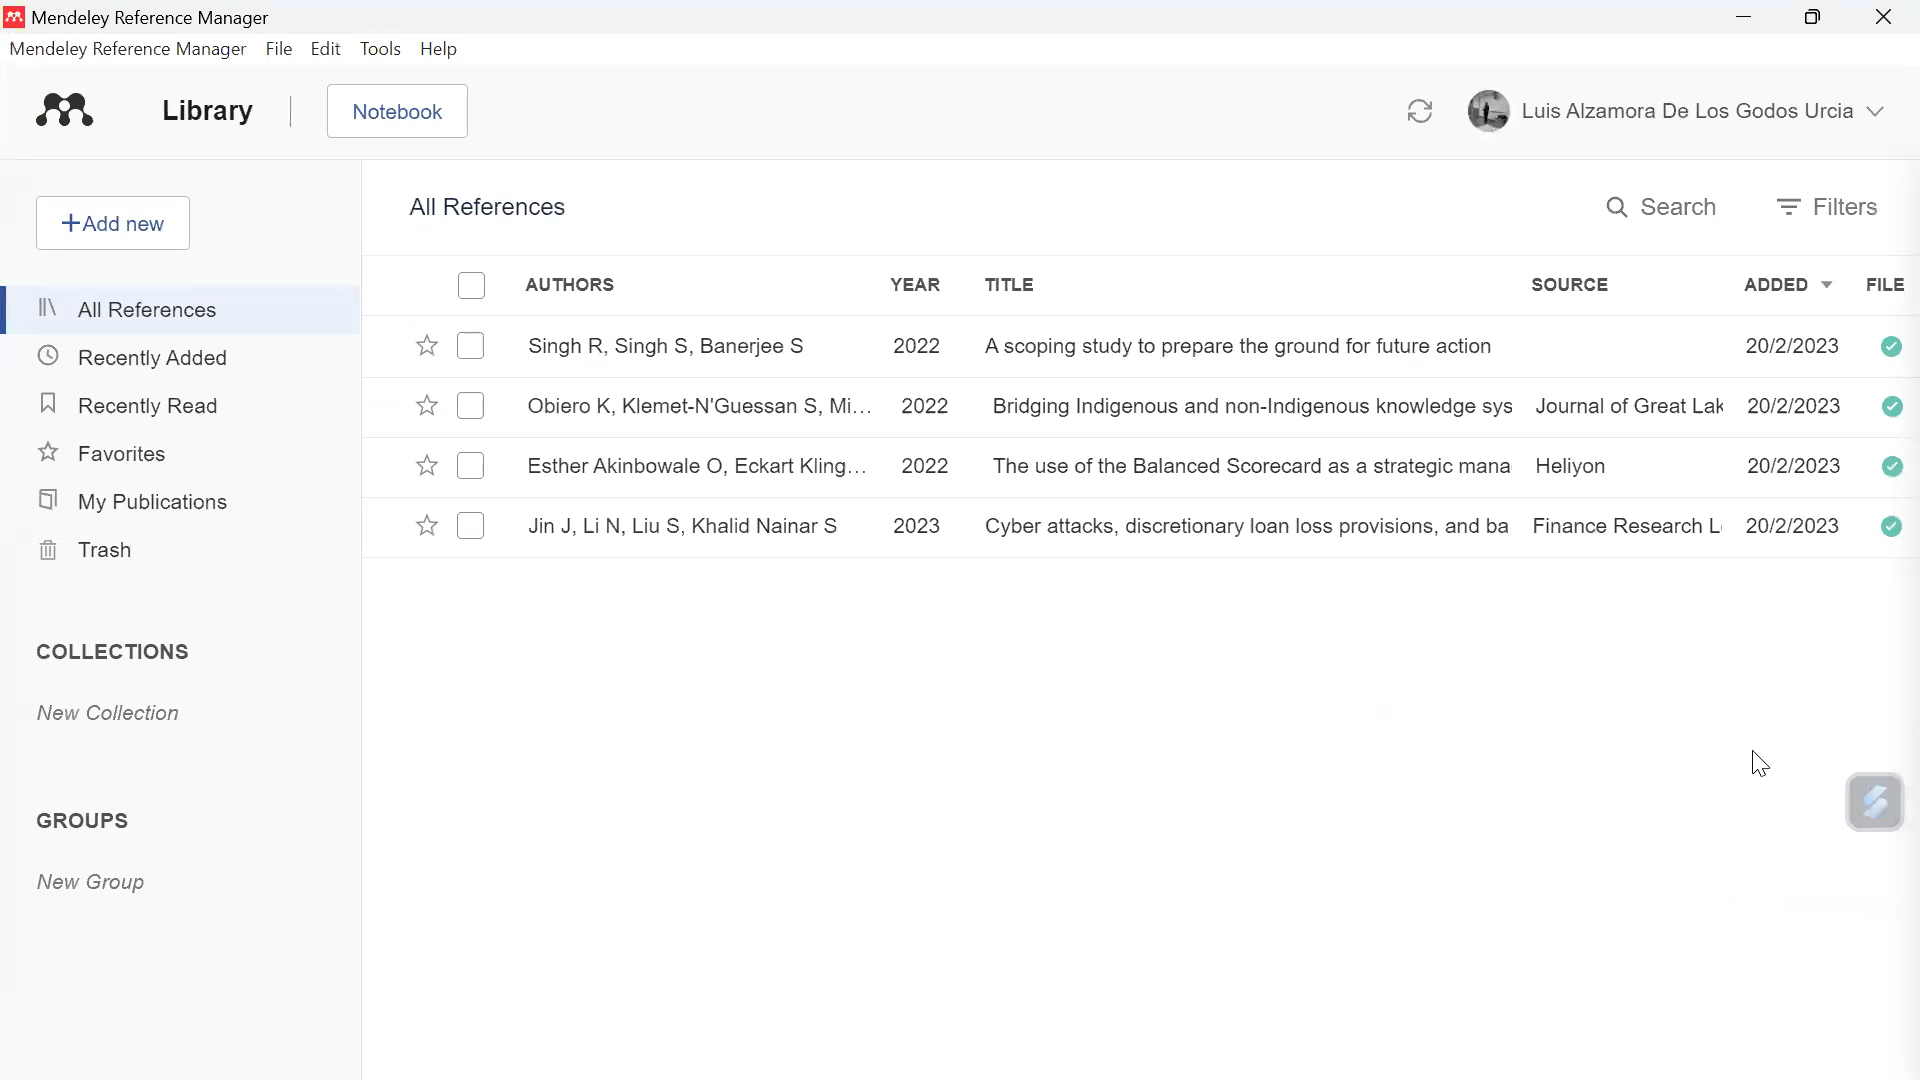 Mendeley Reference Manager
Mendeley Reference Manager File Edit Tools Help
Library Notebook Luis Alzamora De Los Godos Urcia
+Add new
All References Search Filters
All References
Recently Added
Recently Read
Favorites
My Publications
Trash
COLLECTIONS
New Collection
GROUPS
New Group
AUTHORS YEAR TITLE SOURCE ADDED FILE
Singh R, Singh S, Banerjee S 2022 A scoping study to prepare the ground for future action 20/2/2023
Obiero K, Klemet-N'Guessan S, Mi... 2022 Bridging Indigenous and non-Indigenous knowledge sys Journal of Great Lak 20/2/2023
Esther Akinbowale O, Eckart Kling... 2022 The use of the Balanced Scorecard as a strategic mana Heliyon 20/2/2023
Jin J, Li N, Liu S, Khalid Nainar S 2023 Cyber attacks, discretionary loan loss provisions, and ba Finance Research L 20/2/2023